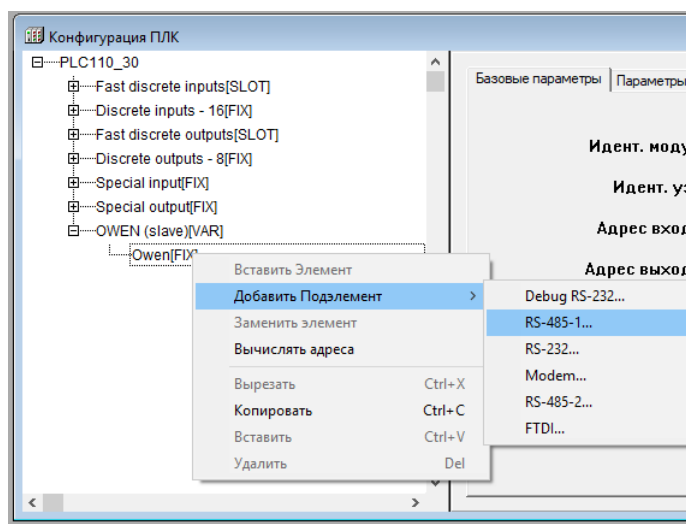 Конфигурация ПЛК
PLC110_30
Fast discrete inputs[SLOT]
Discrete inputs - 16[FIX]
Fast discrete outputs[SLOT]
Discrete outputs - 8[FIX]
Special input[FIX]
Special output[FIX]
OWEN (slave)[VAR]
Owen[FIX]
Базовые параметры
Параметры
Идент. моду
Идент. уз
Адрес вход
Адрес выход
Вставить Элемент
Добавить Подэлемент
Заменить элемент
Вычислять адреса
Вырезать Ctrl+X
Копировать Ctrl+C
Вставить Ctrl+V
Удалить Del
Debug RS-232...
RS-485-1...
RS-232...
Modem...
RS-485-2...
FTDI...